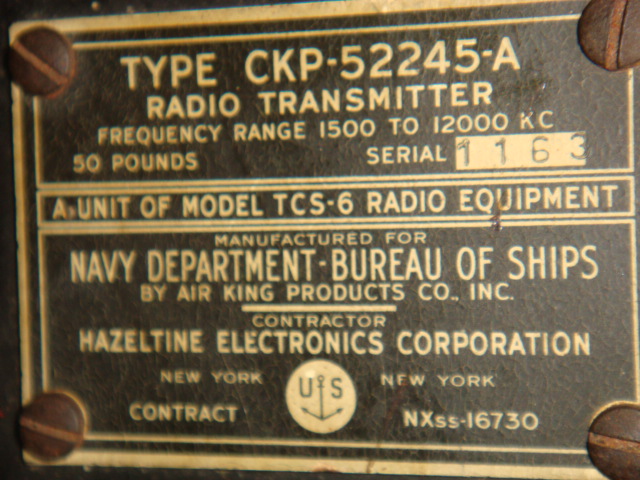 TYPE CKP-52245-A
RADIO TRANSMITTER
FREQUENCY RANGE 1500 TO 12000 KC
50 POUNDS SERIAL 1163
A UNIT OF MODEL TCS-6 RADIO EQUIPMENT
MANUFACTURED FOR
NAVY DEPARTMENT-BUREAU OF SHIPS
BY AIR KING PRODUCTS CO., INC.
CONTRACTOR
HAZELTINE ELECTRONICS CORPORATION
NEW YORK U S NEW YORK
CONTRACT NXss-16730